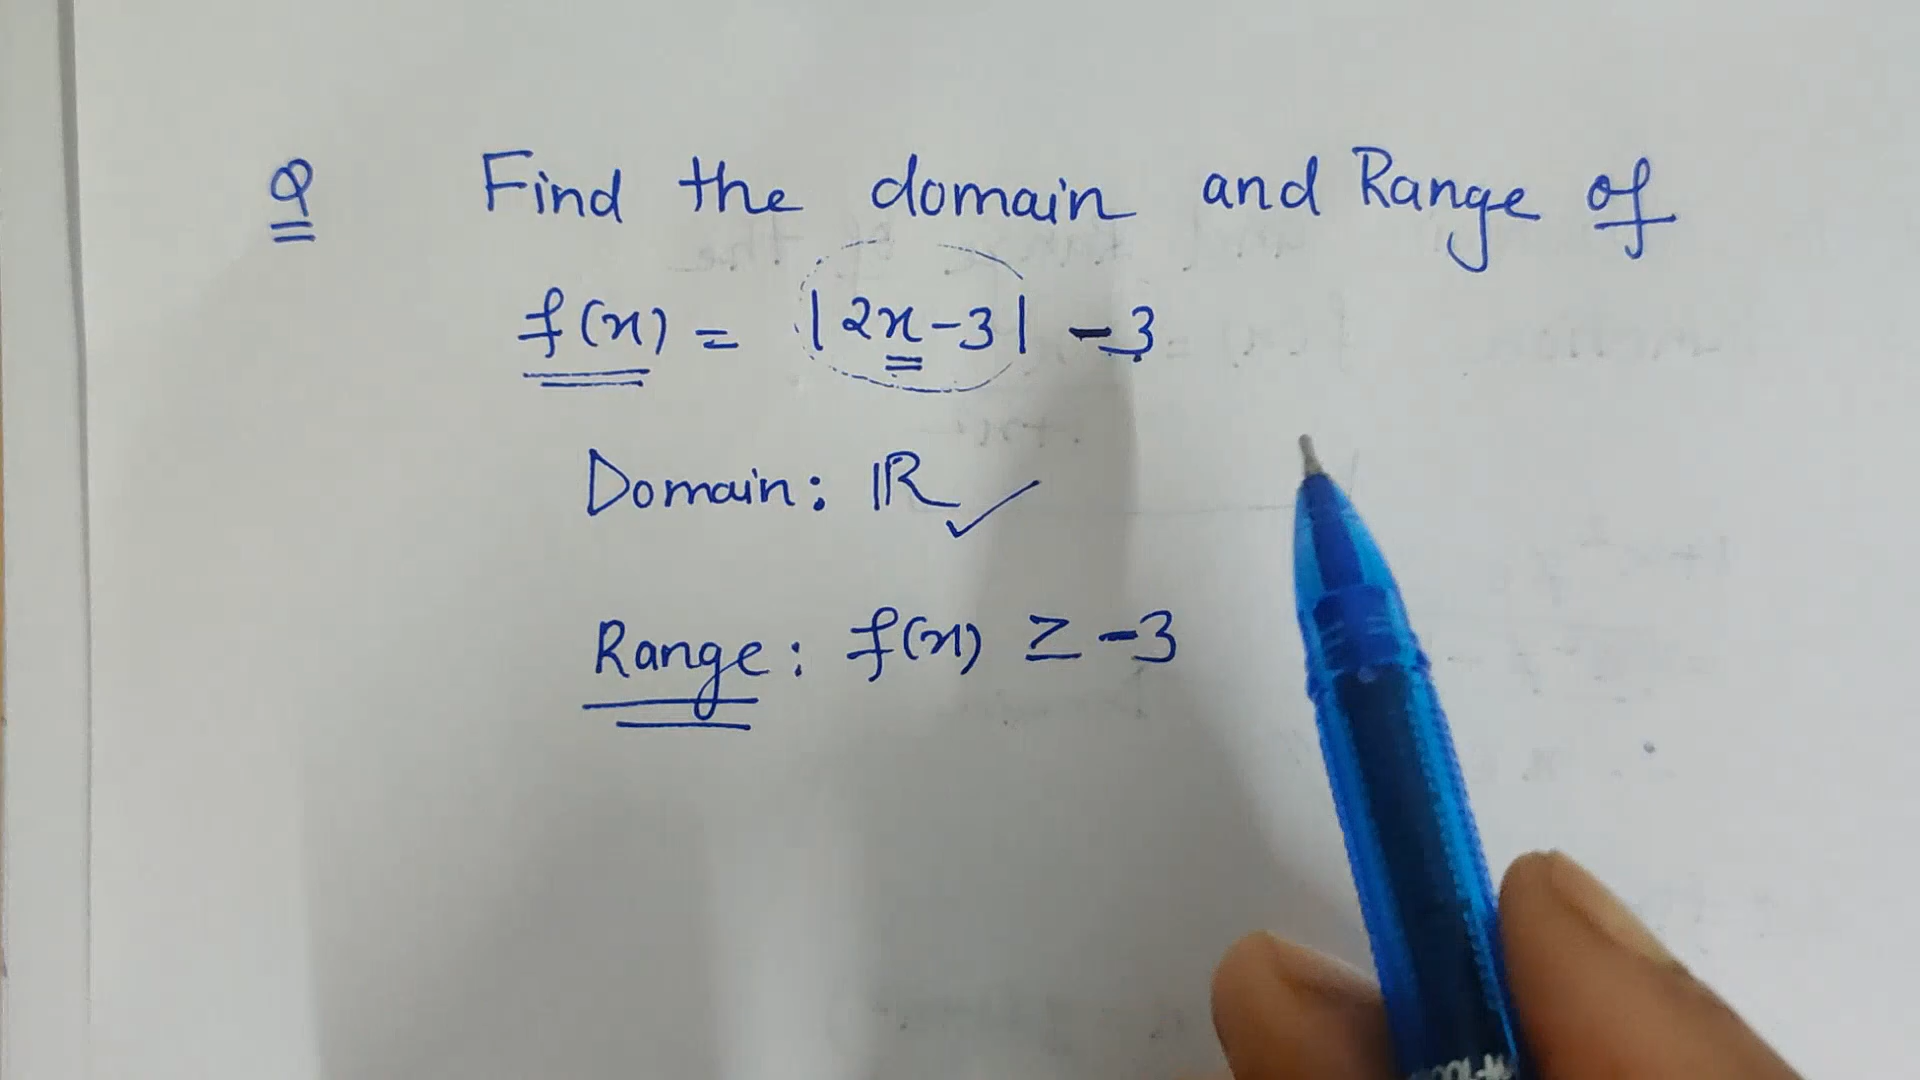 Q Find the domain and Range of
f(x) = |2x-3| -3
Domain: ℝ ✓
Range: f(x) ≥ -3